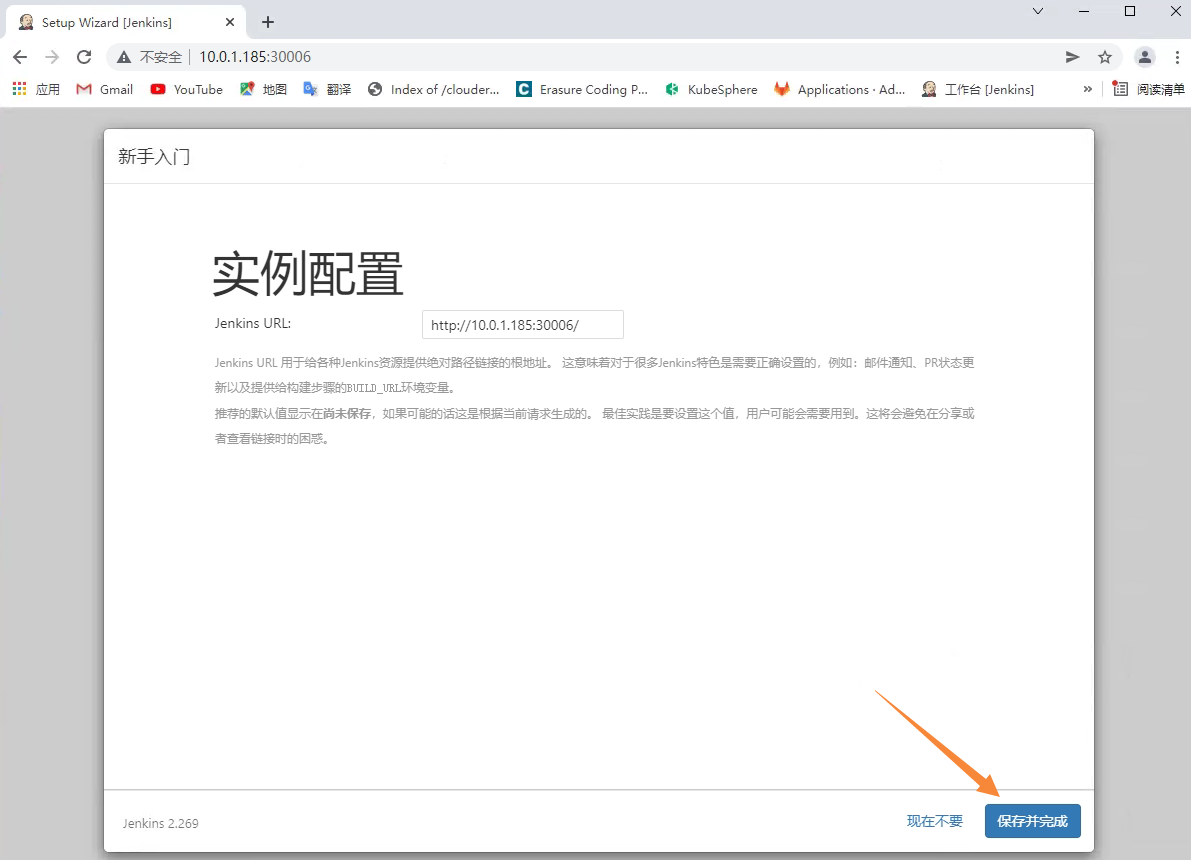 Setup Wizard [Jenkins]
不安全 10.0.1.185:30006
应用 Gmail YouTube 地图 翻译 Index of /clouder... Erasure Coding P... KubeSphere Applications · Ad... 工作台 [Jenkins] » 阅读清单
新手入门
实例配置
Jenkins URL: http://10.0.1.185:30006/
Jenkins URL 用于给各种Jenkins资源提供绝对路径链接的根地址。 这意味着对于很多Jenkins特色是需要正确设置的，例如：邮件通知、PR状态更
新以及提供给构建步骤的BUILD_URL环境变量。
推荐的默认值显示在尚未保存，如果可能的话这是根据当前请求生成的。 最佳实践是要设置这个值，用户可能会需要用到。这将会避免在分享或
者查看链接时的困惑。
Jenkins 2.269 现在不要 保存并完成